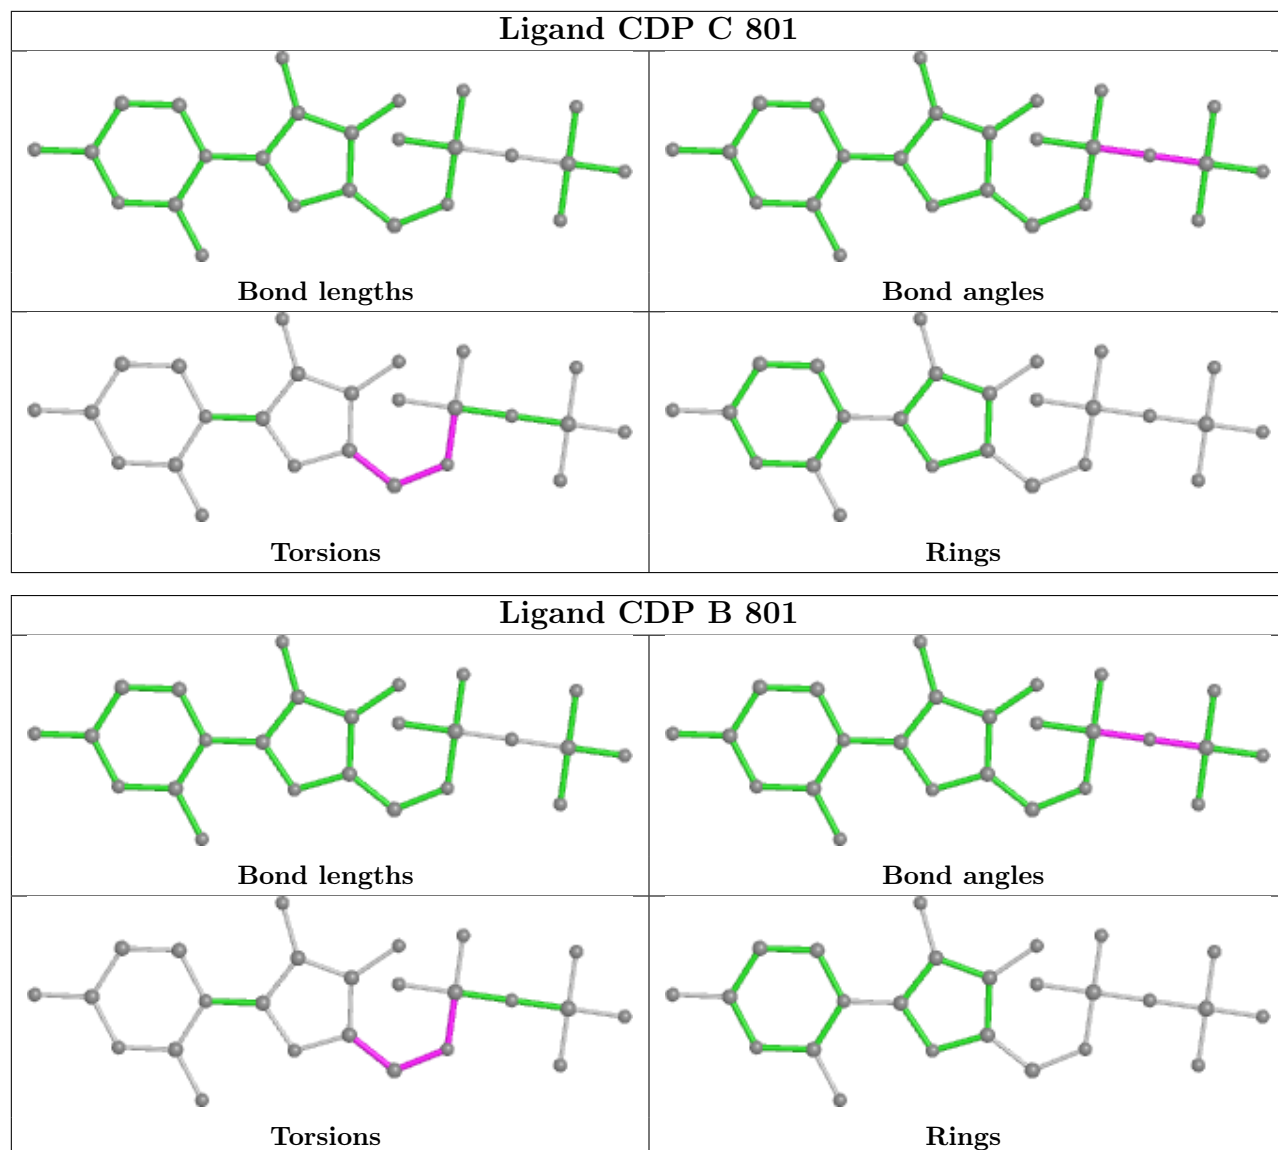 Ligand CDP C 801
Bond lengths
Bond angles
Torsions
Rings
Ligand CDP B 801
Bond lengths
Bond angles
Torsions
Rings